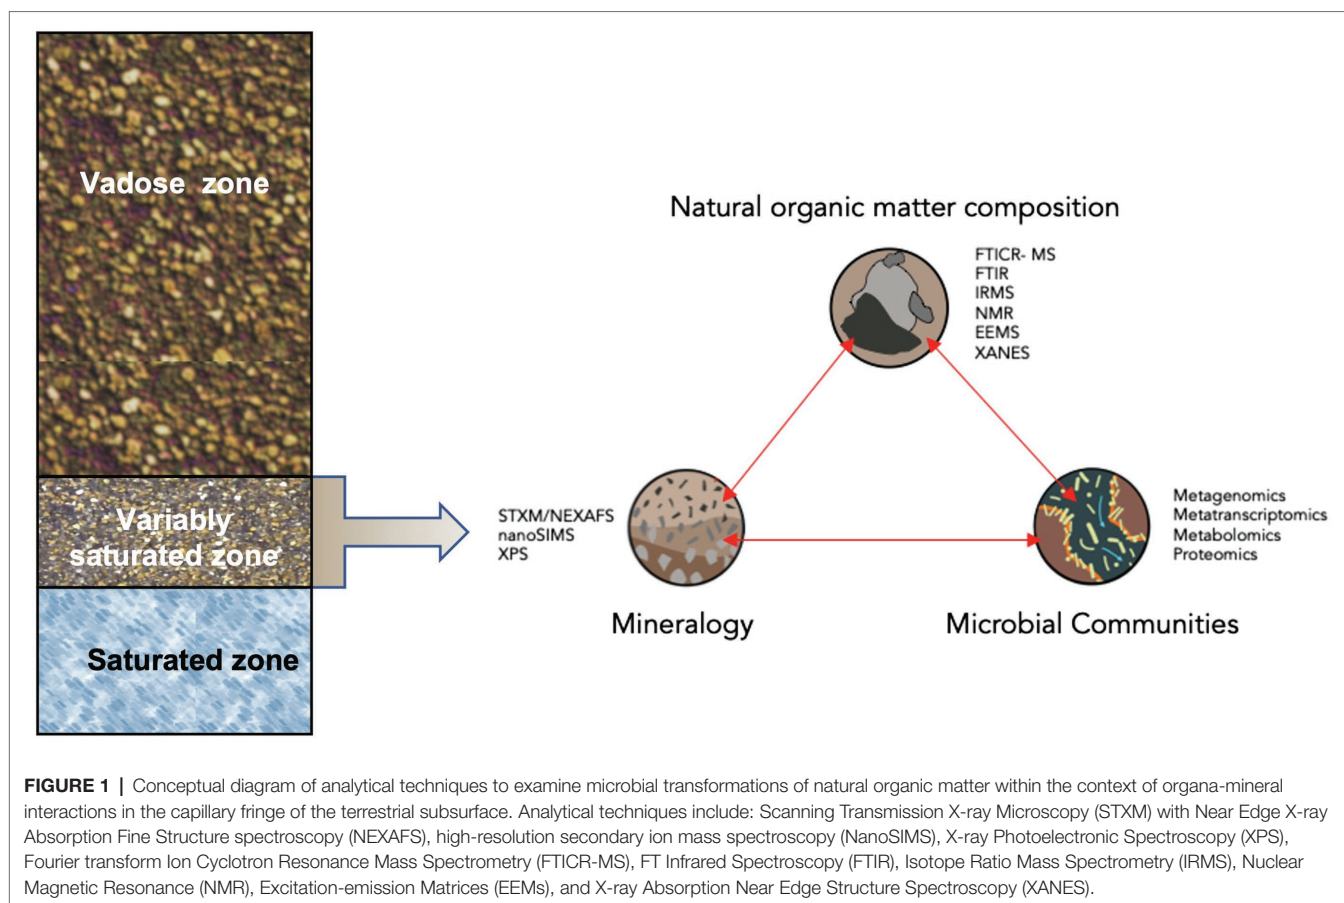 Vadose zone
Variably
saturated zone
Saturated zone
Natural organic matter composition
FTICR- MS
FTIR
IRMS
NMR
EEMS
XANES
STXM/NEXAFS
nanoSIMS
XPS
Mineralogy
Metagenomics
Metatranscriptomics
Metabolomics
Proteomics
Microbial Communities
FIGURE 1 | Conceptual diagram of analytical techniques to examine microbial transformations of natural organic matter within the context of organa-mineral
interactions in the capillary fringe of the terrestrial subsurface. Analytical techniques include: Scanning Transmission X-ray Microscopy (STXM) with Near Edge X-ray
Absorption Fine Structure spectroscopy (NEXAFS), high-resolution secondary ion mass spectroscopy (NanoSIMS), X-ray Photoelectronic Spectroscopy (XPS),
Fourier transform Ion Cyclotron Resonance Mass Spectrometry (FTICR-MS), FT Infrared Spectroscopy (FTIR), Isotope Ratio Mass Spectrometry (IRMS), Nuclear
Magnetic Resonance (NMR), Excitation-emission Matrices (EEMs), and X-ray Absorption Near Edge Structure Spectroscopy (XANES).